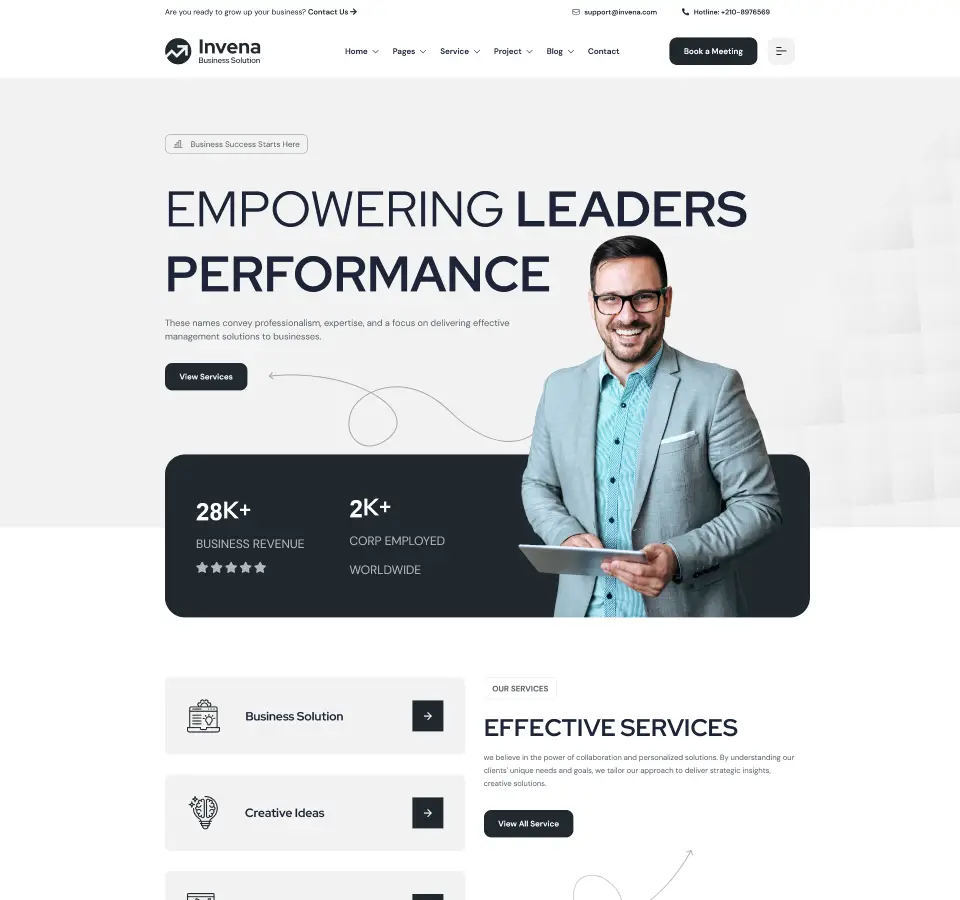 Are you ready to grow up your business? Contact Us
support@invena.com
Hotline: +210-8976569
Invena
Business Solution
Home
Pages
Service
Project
Blog
Contact
Book a Meeting
Business Success Starts Here
EMPOWERING LEADERS
PERFORMANCE
These names convey professionalism, expertise, and a focus on delivering effective
management solutions to businesses.
View Services
28K+
BUSINESS REVENUE
2K+
CORP EMPLOYED
WORLDWIDE
Business Solution
Creative Ideas
OUR SERVICES
EFFECTIVE SERVICES
we believe in the power of collaboration and personalized solutions. By understanding our
clients' unique needs and goals, we tailor our approach to deliver strategic insights,
creative solutions.
View All Service